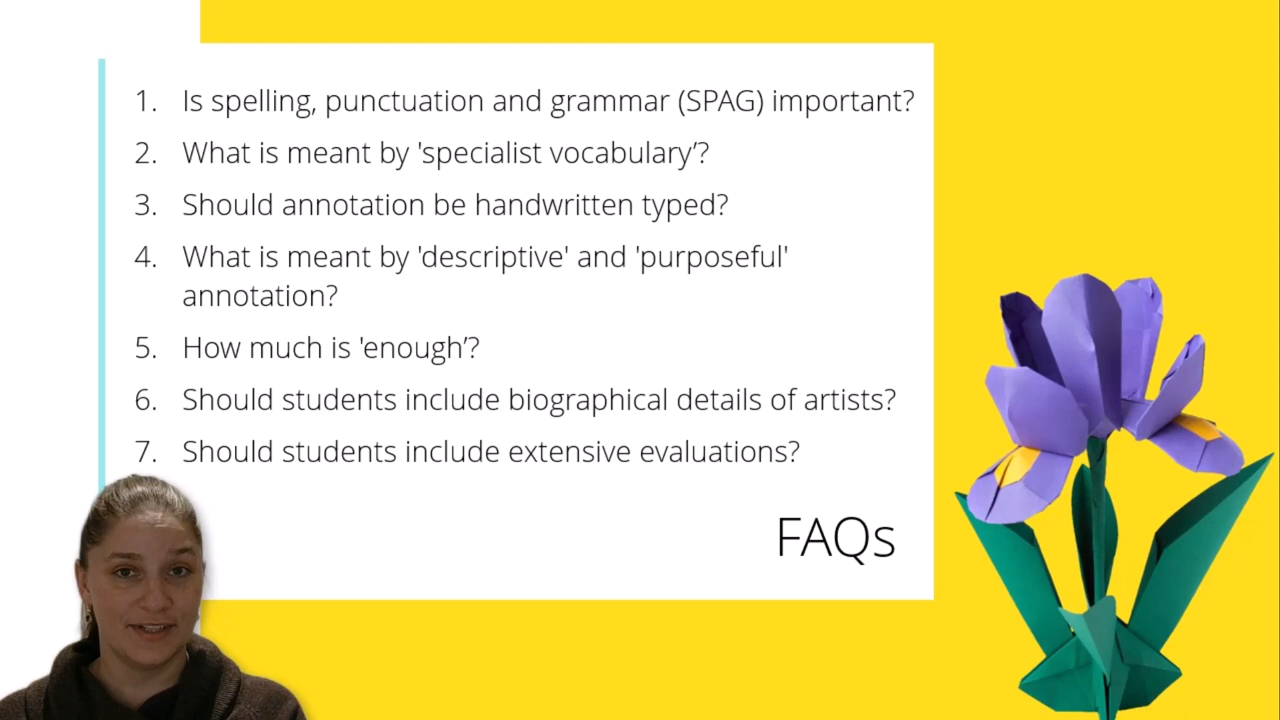 1. Is spelling, punctuation and grammar (SPAG) important?
2. What is meant by 'specialist vocabulary’?
3. Should annotation be handwritten typed?
4. What is meant by 'descriptive' and 'purposeful'
annotation?
5. How much is 'enough’?
6. Should students include biographical details of artists?
7. Should students include extensive evaluations?
FAQs